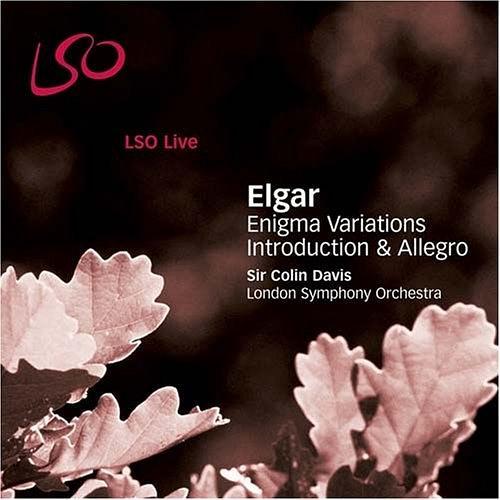 LSO
LSO Live
Elgar
Enigma Variations
Introduction & Allegro
Sir Colin Davis
London Symphony Orchestra